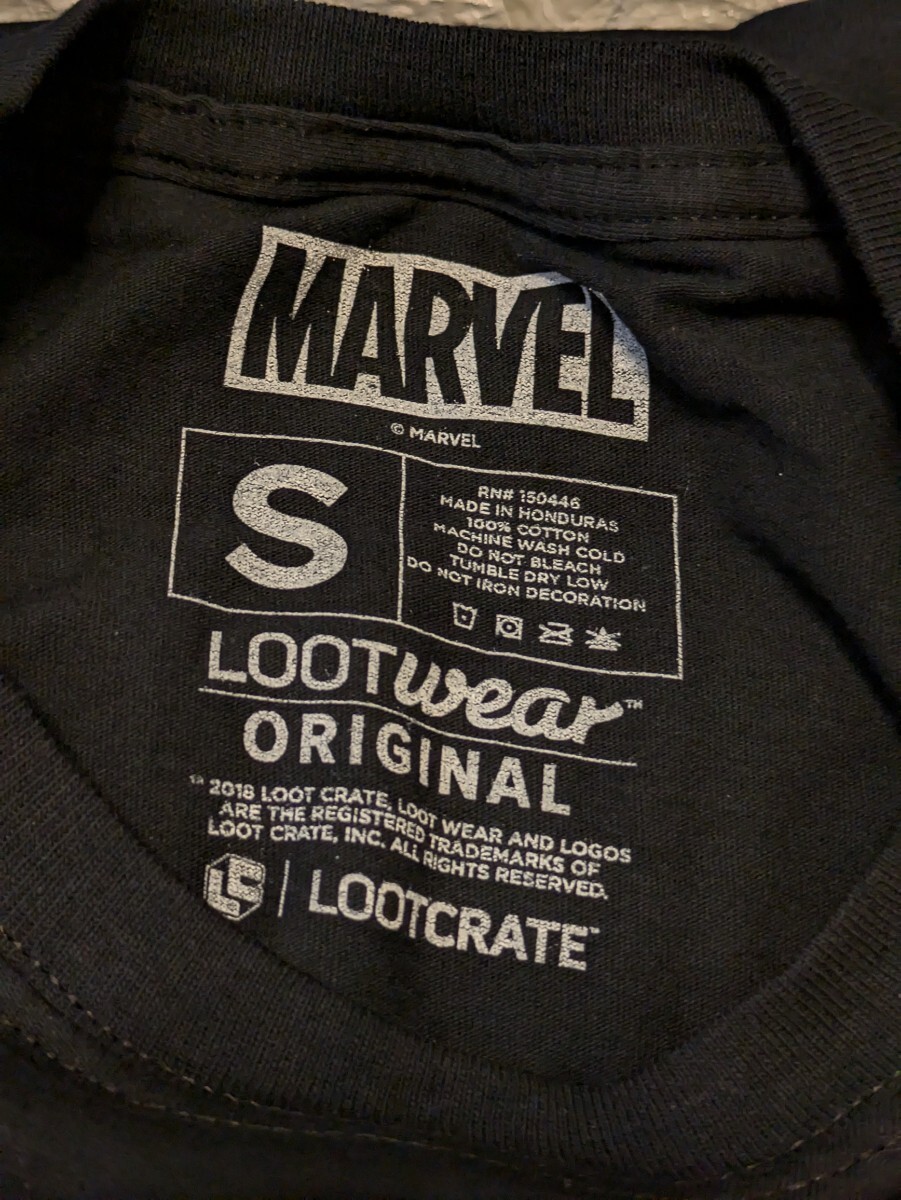 MARVEL
© MARVEL
S
RN# 150446
MADE IN HONDURAS
100% COTTON
MACHINE WASH COLD
DO NOT BLEACH
TUMBLE DRY LOW
DO NOT IRON DECORATION
LOOTwear™
ORIGINAL
™ 2018 LOOT CRATE, LOOT WEAR AND LOGOS
ARE THE REGISTERED TRADEMARKS OF
LOOT CRATE, INC. ALL RIGHTS RESERVED.
LC | LOOTCRATE™